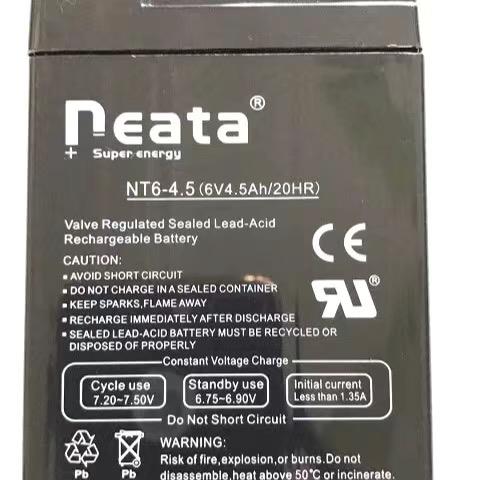 neata®
+ Super energy
NT6-4.5 (6V4.5Ah/20HR)
Valve Regulated Sealed Lead-Acid
Rechargeable Battery
CAUTION:
▪ AVOID SHORT CIRCUIT
▪ DO NOT CHARGE IN A SEALED CONTAINER
▪ KEEP SPARKS,FLAME AWAY
▪ RECHARGE IMMEDIATELY AFTER DISCHARGE
▪ SEALED LEAD-ACID BATTERY MUST BE RECYCLED OR
DISPOSED OF PROPERLY
CE
RU®
Constant Voltage Charge
Cycle use
7.20~7.50V
Standby use
6.75~6.90V
Initial current
Less than 1.35A
Do Not Short Circuit
Pb
Pb
WARNING:
Risk of fire,explosion,or burns.Do not
disassemble,heat above 50℃ or incinerate.